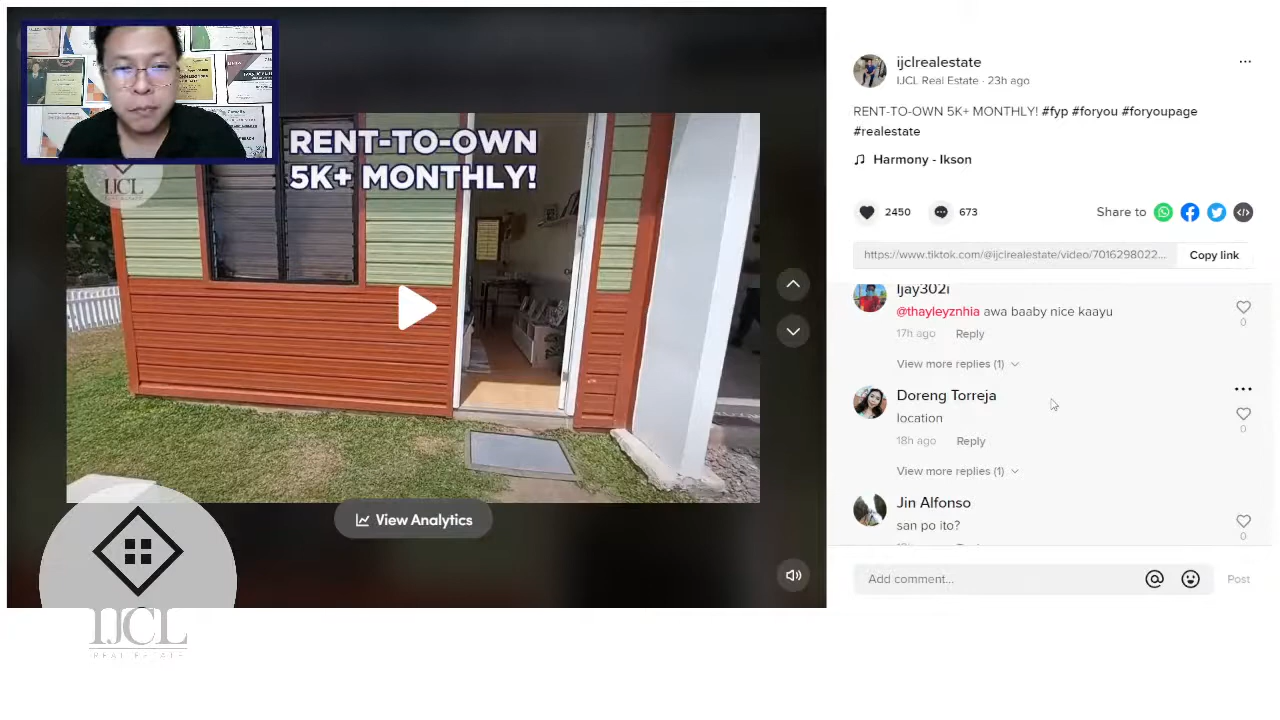 RENT-TO-OWN
5K+ MONTHLY!
IJCL
View Analytics
IJCL
REAL ESTATE
ijclrealestate
IJCL Real Estate · 23h ago
RENT-TO-OWN 5K+ MONTHLY! #fyp #foryou #foryoupage
#realestate
Harmony - Ikson
2450
673
Share to
https://www.tiktok.com/@ijclrealestate/video/7016298022...
Copy link
Ijay302i
@thayleyznhia awa baaby nice kaayu
0
17h ago
Reply
View more replies (1)
Doreng Torreja
location
0
18h ago
Reply
View more replies (1)
Jin Alfonso
san po ito?
0
Add comment...
Post